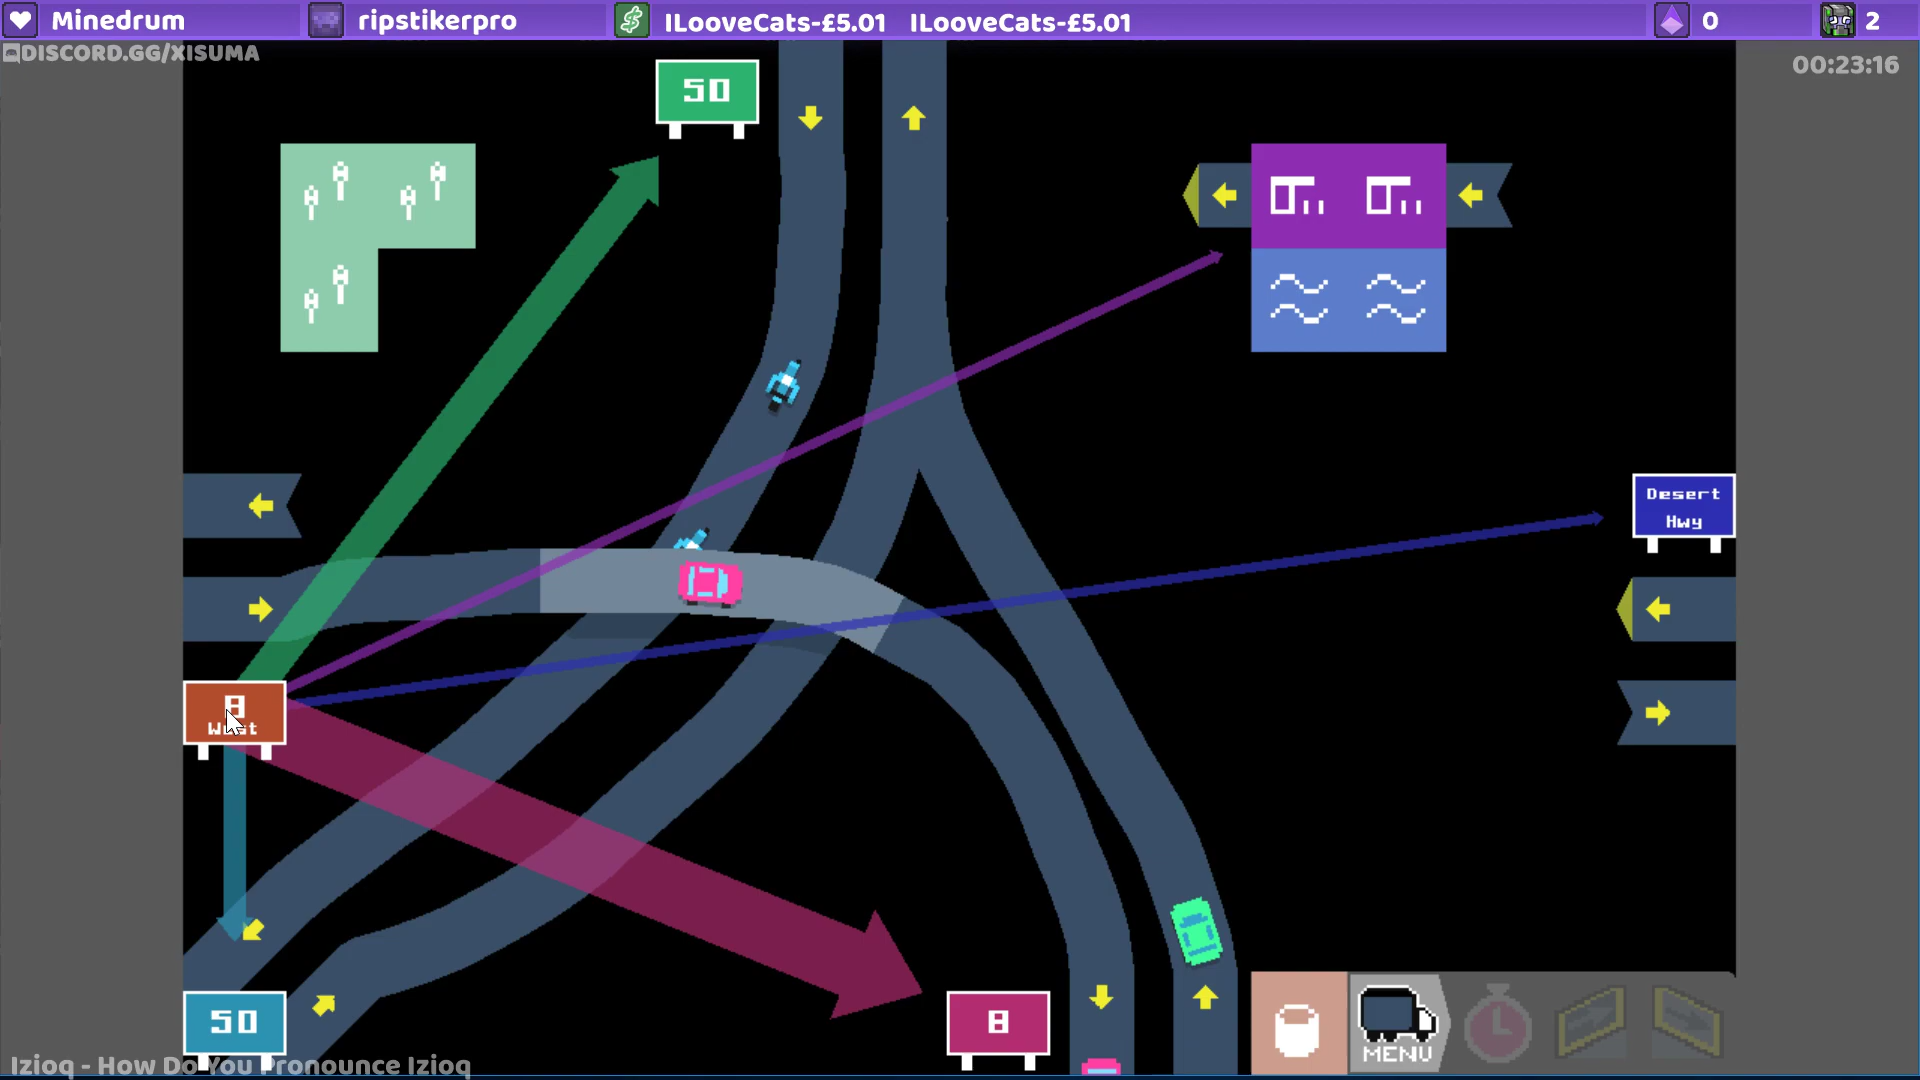 Minedrum
ripstikerpro
ILooveCats-£5.01 ILooveCats-£5.01
0
2
DISCORD.GG/XISUMA
00:23:16
50
Desert
Hwy
8
West
50
8
MENU
Izioq - How Do You Pronounce Izioq